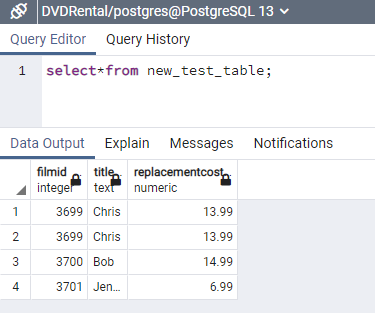 DVDRental/postgres@PostgreSQL 13
Query Editor Query History
1 select*from new_test_table;
Data Output Explain Messages Notifications
filmid title replacementcost
integer text numeric
1 3699 Chris 13.99
2 3699 Chris 13.99
3 3700 Bob 14.99
4 3701 Jen... 6.99